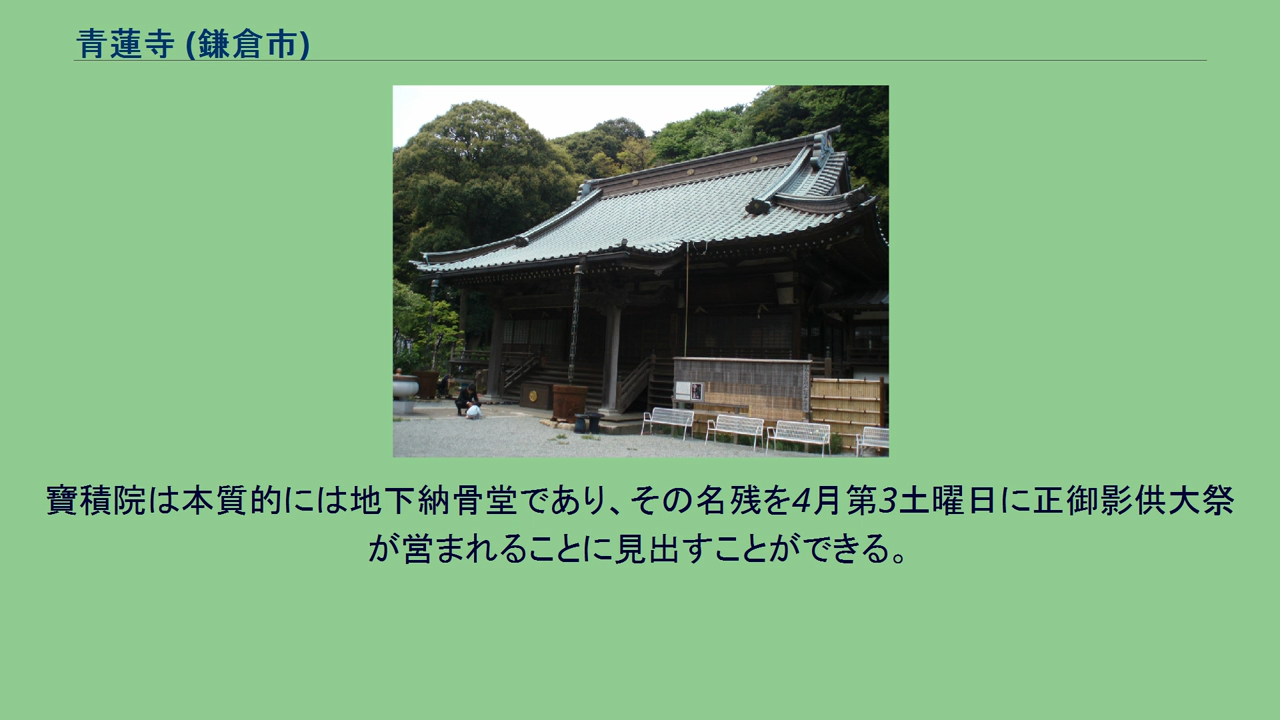 青蓮寺 (鎌倉市)
寶積院は本質的には地下納骨堂であり、その名残を4月第3土曜日に正御影供大祭
が営まれることに見出すことができる。